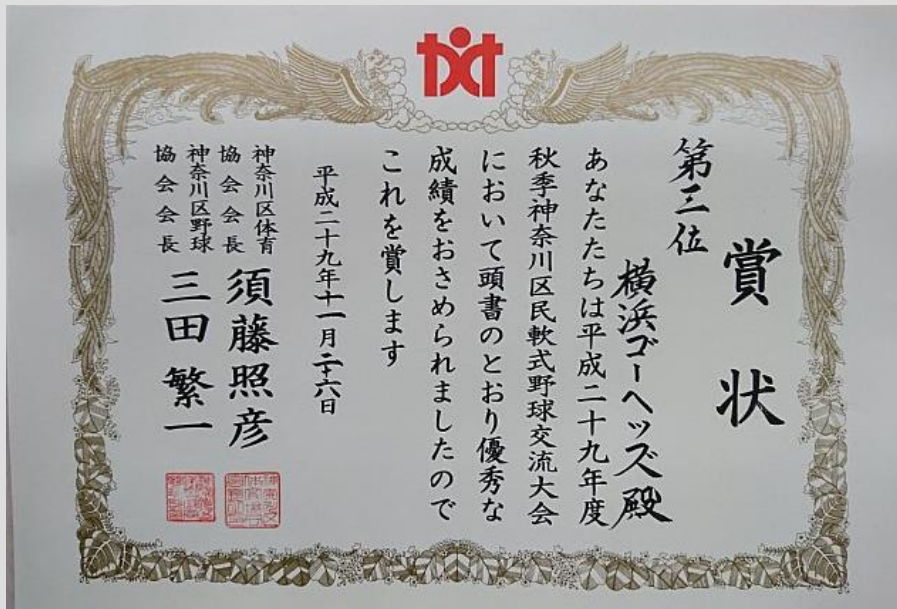 賞状
第三位
横浜ゴーヘッズ殿
あなたたちは平成二十九年度
秋季神奈川区民軟式野球交流大会
において頭書のとおり優秀な
成績をおさめられましたので
これを賞します
平成二十九年十一月二十六日
神奈川区体育
協会会長
須藤照彦
神奈川区野球
協会会長
三田繁一